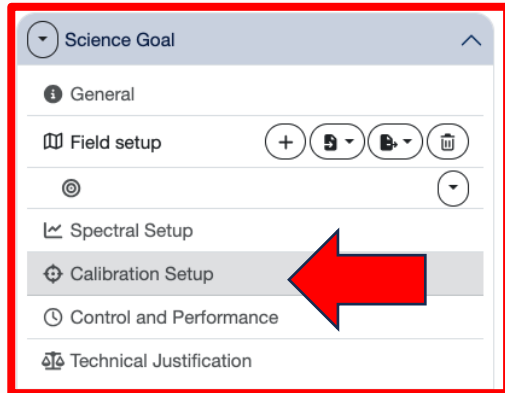 Science Goal
General
Field setup
Spectral Setup
Calibration Setup
Control and Performance
Technical Justification